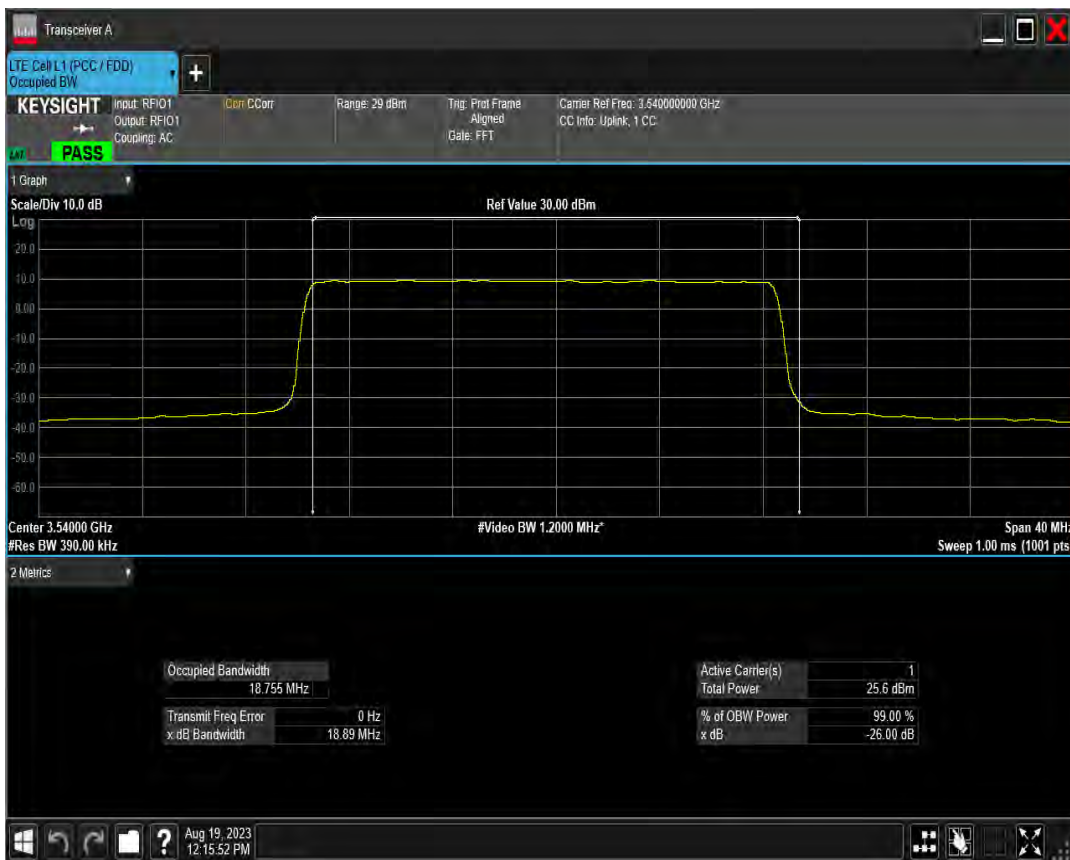 Transceiver A
LTE Cell L1 (PCC / FDD)
Occupied BW
+
KEYSIGHT
Input: RFIO1
Output: RFIO1
Coupling: AC
Corr CCorr
Range: 29 dBm
Trig: Prot Frame
Aligned
Gate: FFT
Carrier Ref Freq: 3.540000000 GHz
CC Info: Uplink, 1 CC
LXI
PASS
1 Graph
Scale/Div 10.0 dB
Ref Value 30.00 dBm
Log
20.0
10.0
0.00
-10.0
-20.0
-30.0
-40.0
-50.0
-60.0
Center 3.54000 GHz
#Video BW 1.2000 MHz*
Span 40 MHz
#Res BW 390.00 kHz
Sweep 1.00 ms (1001 pts
2 Metrics
Occupied Bandwidth
18.755 MHz
Transmit Freq Error 0 Hz
x dB Bandwidth 18.89 MHz
Active Carrier(s) 1
Total Power 25.6 dBm
% of OBW Power 99.00 %
x dB -26.00 dB
?
Aug 19, 2023
12:15:52 PM